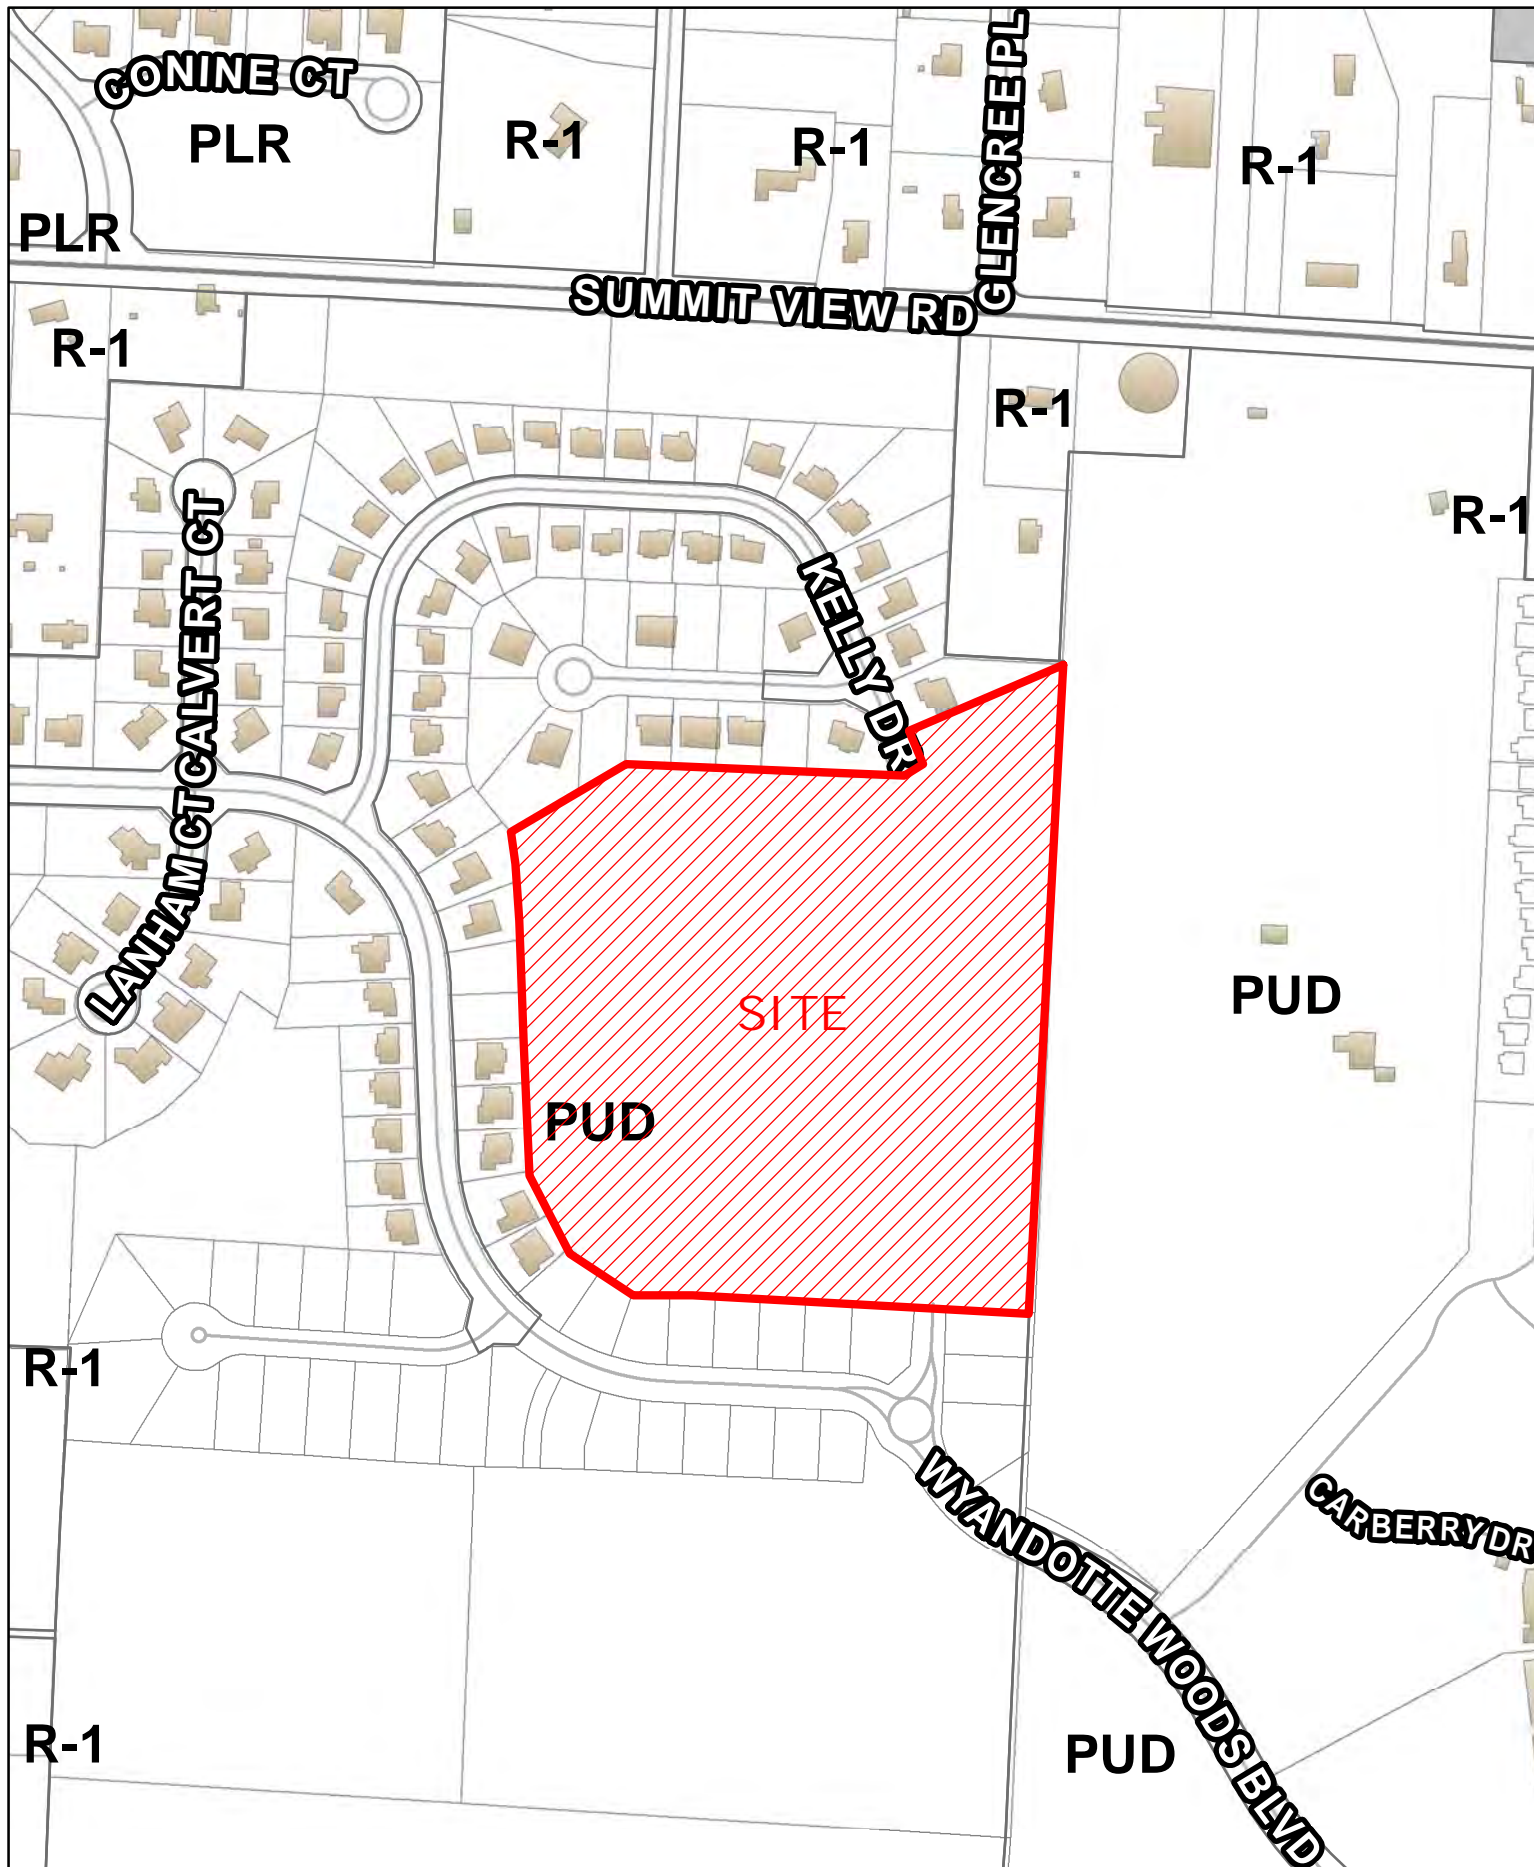 CONINE CT
GLENCREE PL
PLR
R-1
R-1
R-1
PLR
SUMMIT VIEW RD
R-1
R-1
R-1
CALVERT CT
KELLY DR
LANHAM CT
SITE
PUD
PUD
R-1
WYANDOTTE WOODS BLVD
CARBERRY DR
R-1
PUD